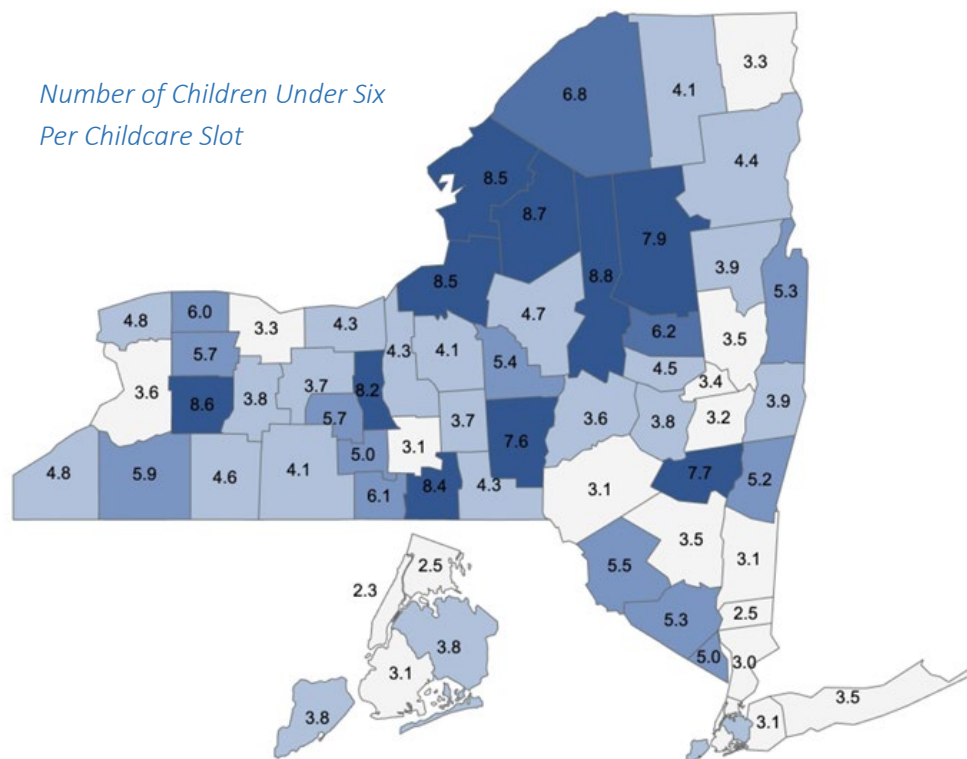 Number of Children Under Six
Per Childcare Slot
6.8 4.1 3.3
4.4
8.5 8.7
7.9
8.8 3.9
8.5 5.3
4.8 6.0 3.3 4.3 4.7
6.2 3.5
5.7 4.3 4.1 5.4
4.5
3.6 8.6 3.8 3.7 8.2 3.4
5.7 3.7 3.6 3.8 3.2 3.9
3.1 7.6
4.8 5.9 4.6 4.1 5.0
6.1 8.4 4.3 3.1 7.7 5.2
3.5 3.1
2.5 5.5
2.3
5.3 2.5
3.8
3.1 5.0 3.0
3.8 3.1 3.5